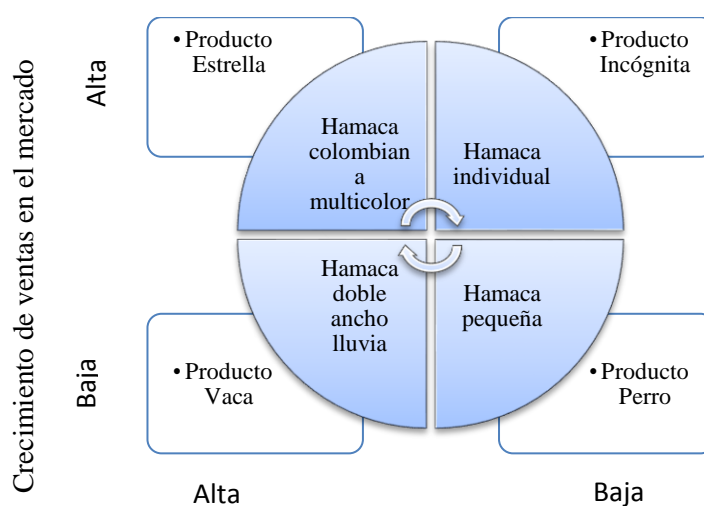 Crecimiento de ventas en el mercado
Alta
• Producto
Estrella
• Producto
Incógnita
Hamaca
colombian
a
multicolor
Hamaca
individual
Hamaca
doble
ancho
lluvia
Hamaca
pequeña
Baja
• Producto
Vaca
• Producto
Perro
Alta
Baja